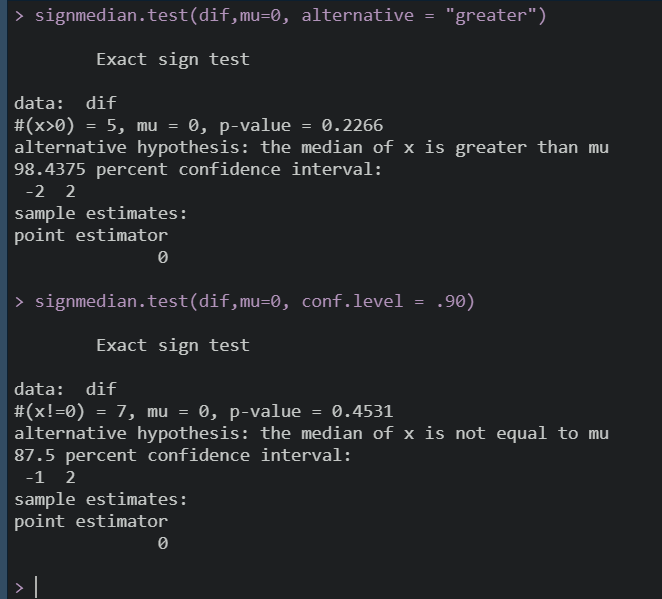 > signmedian.test(dif,mu=0, alternative = "greater")
Exact sign test
data:  dif
#(x>0) = 5, mu = 0, p-value = 0.2266
alternative hypothesis: the median of x is greater than mu
98.4375 percent confidence interval:
 -2  2
sample estimates:
point estimator
0
> signmedian.test(dif,mu=0, conf.level = .90)
Exact sign test
data:  dif
#(x!=0) = 7, mu = 0, p-value = 0.4531
alternative hypothesis: the median of x is not equal to mu
87.5 percent confidence interval:
 -1  2
sample estimates:
point estimator
0
>